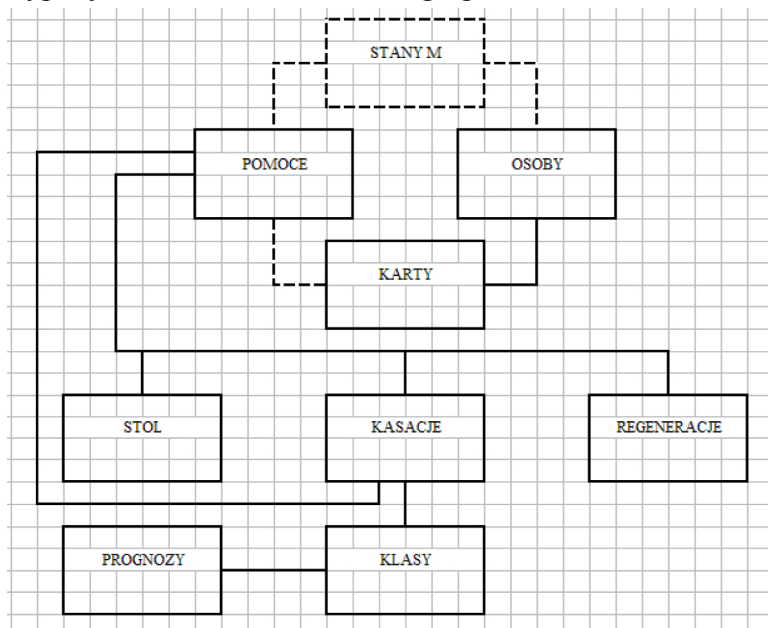 STANY M
POMOCE
OSOBY
KARTY
STOL
KASACJE
REGENERACJE
PROGNOZY
KLASY